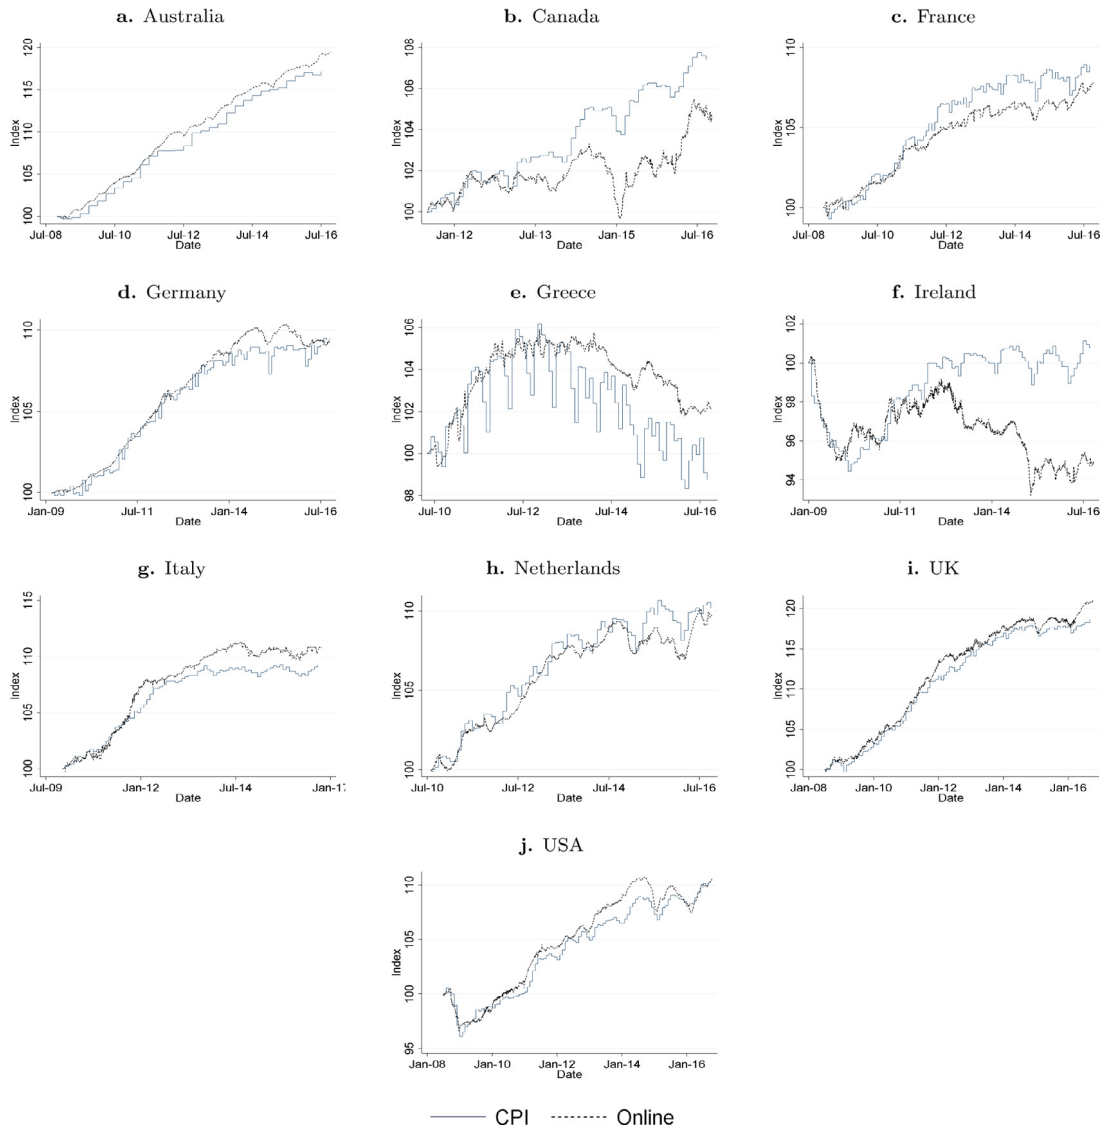 a. Australia
b. Canada
c. France
120
115
110
105
100
Index
Jul-08
Jul-10
Jul-12
Jul-14
Jul-16
Date
108
106
104
102
100
Index
Jan-12
Jul-13
Jan-15
Jul-16
Date
110
105
100
Index
Jul-08
Jul-10
Jul-12
Jul-14
Jul-16
Date
d. Germany
e. Greece
f. Ireland
110
105
100
Index
Jan-09
Jul-11
Jan-14
Jul-16
Date
106
104
102
100
98
Index
Jul-10
Jul-12
Jul-14
Jul-16
Date
102
100
98
96
94
Index
Jan-09
Jul-11
Jan-14
Jul-16
Date
g. Italy
h. Netherlands
i. UK
115
110
105
100
Index
Jul-09
Jan-12
Jul-14
Jan-17
Date
110
105
100
Index
Jul-10
Jul-12
Jul-14
Jul-16
Date
120
115
110
105
100
Index
Jan-08
Jan-10
Jan-12
Jan-14
Jan-16
Date
j. USA
110
105
100
95
Index
Jan-08
Jan-10
Jan-12
Jan-14
Jan-16
Date
CPI
Online